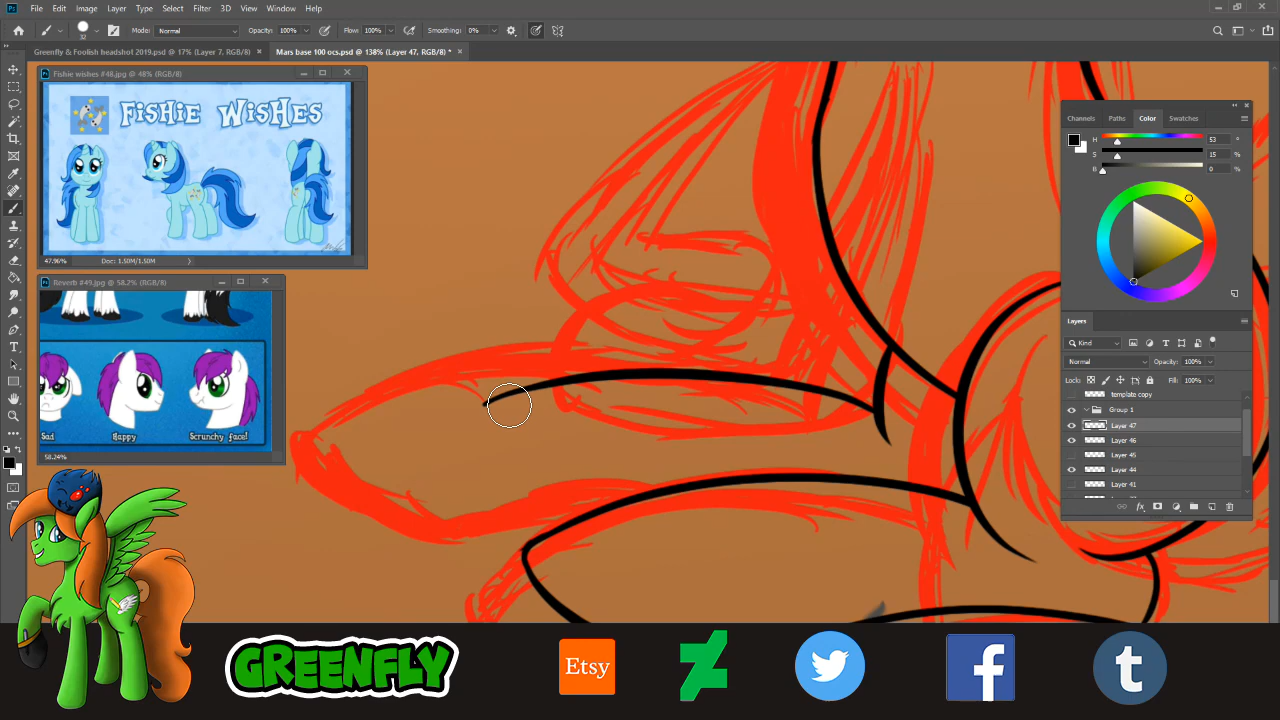 File Edit Image Layer Type Select Filter 3D View Window Help
32 Mode: Normal Opacity: 100% Flow: 100% Smoothing: 0%
Greenfly & Foolish headshot 2019.psd @ 17% (Layer 7, RGB/8) × Mars base 100 ocs.psd @ 138% (Layer 47, RGB/8) * ×
Fishie wishes #48.jpg @ 48% (RGB/8)
Fishie Wishes
47.96% Doc: 1.50M/1.50M
Reverb #49.jpg @ 58.2% (RGB/8)
Sad Happy Scrunchy face!
58.24%
Channels Paths Color Swatches
H 53 °
S 15 %
B 0 %
Layers
Kind
Normal Opacity: 100%
Lock: Fill: 100%
template copy
Group 1
Layer 47
Layer 46
Layer 45
Layer 44
Layer 41
GREENFLY
Etsy